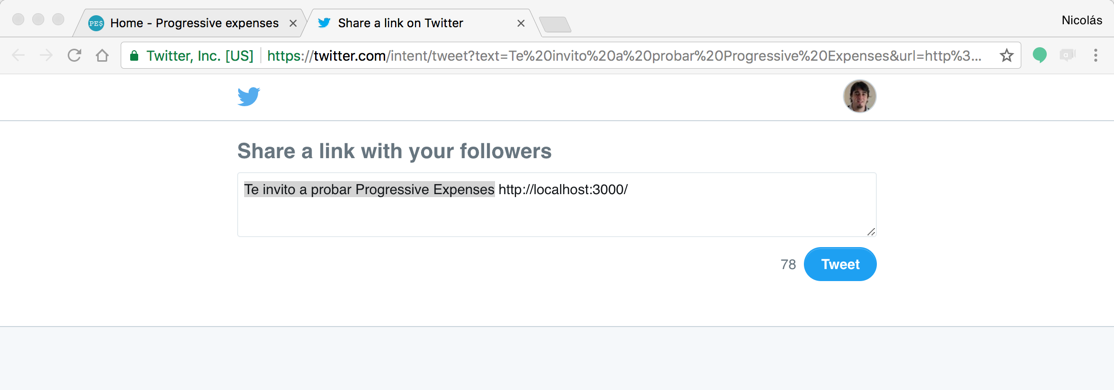 PES Home - Progressive expenses Share a link on Twitter Nicolás
Twitter, Inc. [US] https://twitter.com/intent/tweet?text=Te%20invito%20a%20probar%20Progressive%20Expenses&url=http%3...
Share a link with your followers
Te invito a probar Progressive Expenses http://localhost:3000/
78 Tweet